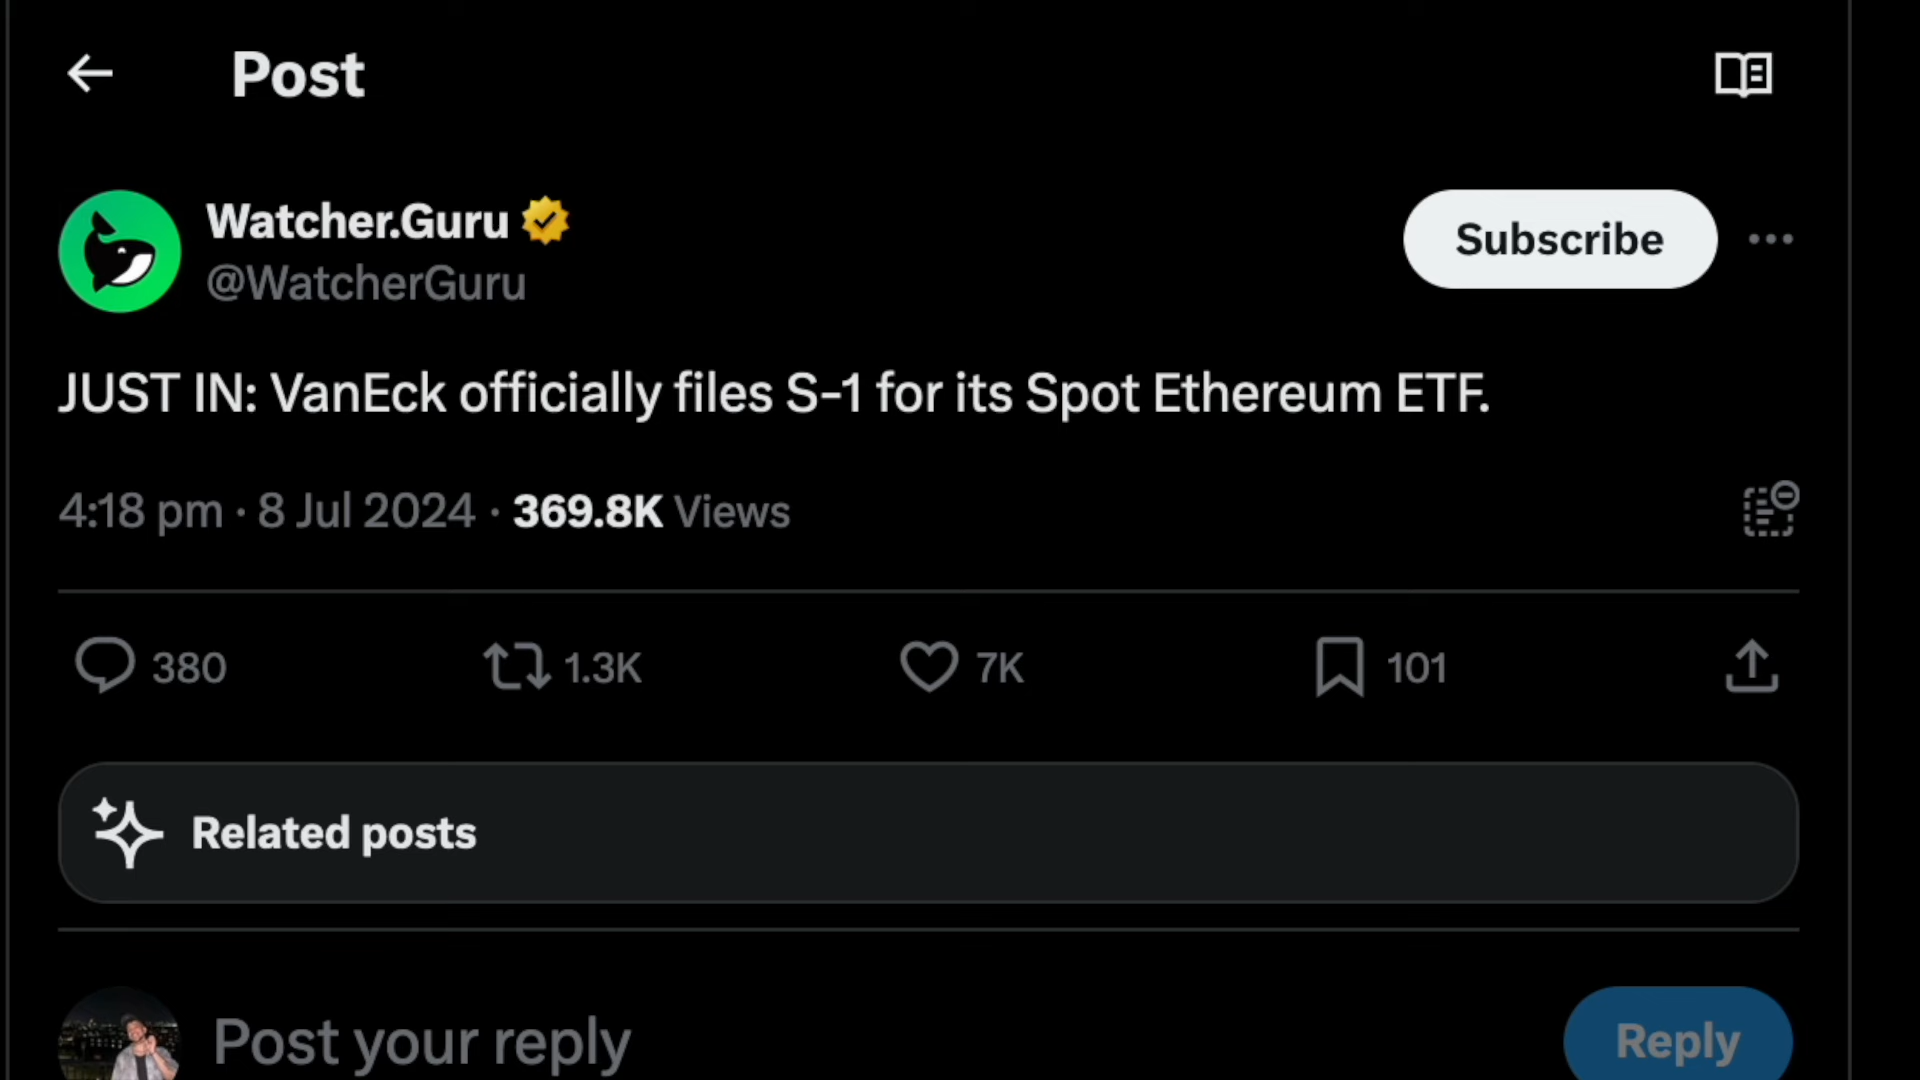 Post
Watcher.Guru
@WatcherGuru
Subscribe
JUST IN: VanEck officially files S-1 for its Spot Ethereum ETF.
4:18 pm · 8 Jul 2024 · 369.8K Views
380 1.3K 7K 101
Related posts
Post your reply
Reply